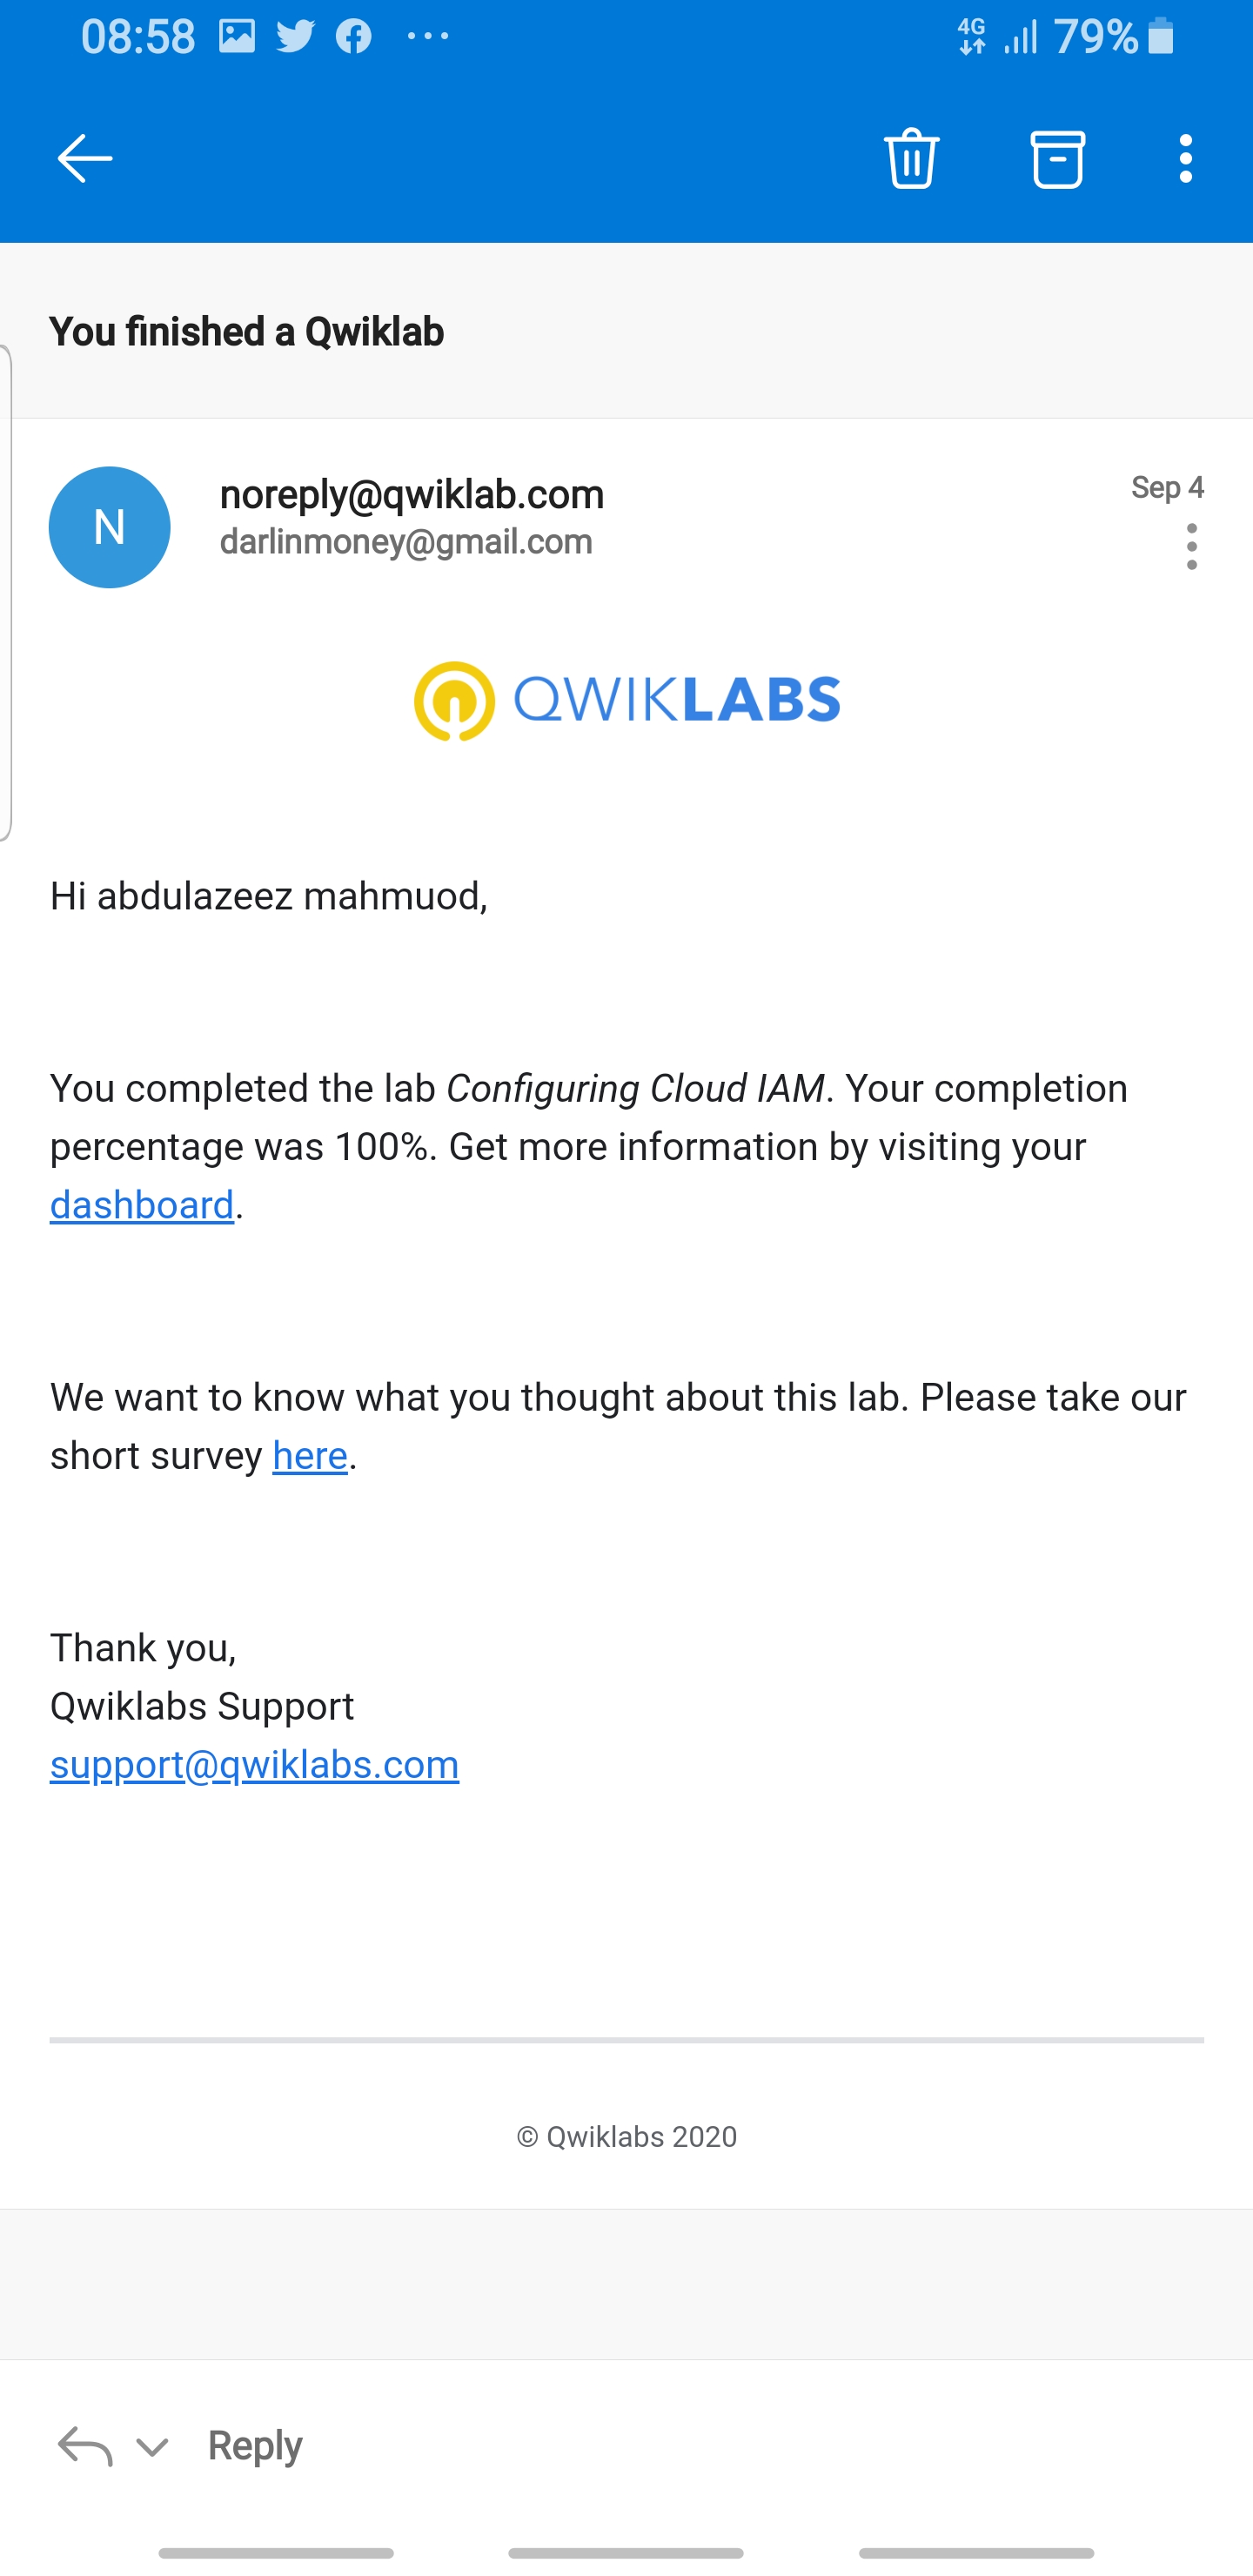 08:58 4G 79%
You finished a Qwiklab
N
noreply@qwiklab.com
Sep 4
darlinmoney@gmail.com
QWIKLABS
Hi abdulazeez mahmuod,
You completed the lab Configuring Cloud IAM. Your completion
percentage was 100%. Get more information by visiting your
dashboard.
We want to know what you thought about this lab. Please take our
short survey here.
Thank you,
Qwiklabs Support
support@qwiklabs.com
© Qwiklabs 2020
Reply